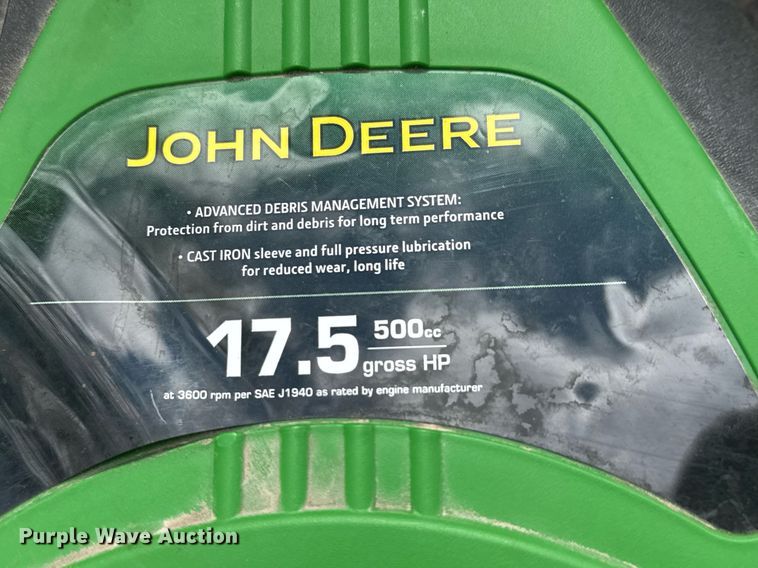 JOHN DEERE
• ADVANCED DEBRIS MANAGEMENT SYSTEM:
Protection from dirt and debris for long term performance
• CAST IRON sleeve and full pressure lubrication
for reduced wear, long life
17.5 500cc
gross HP
at 3600 rpm per SAE J1940 as rated by engine manufacturer
Purple Wave Auction